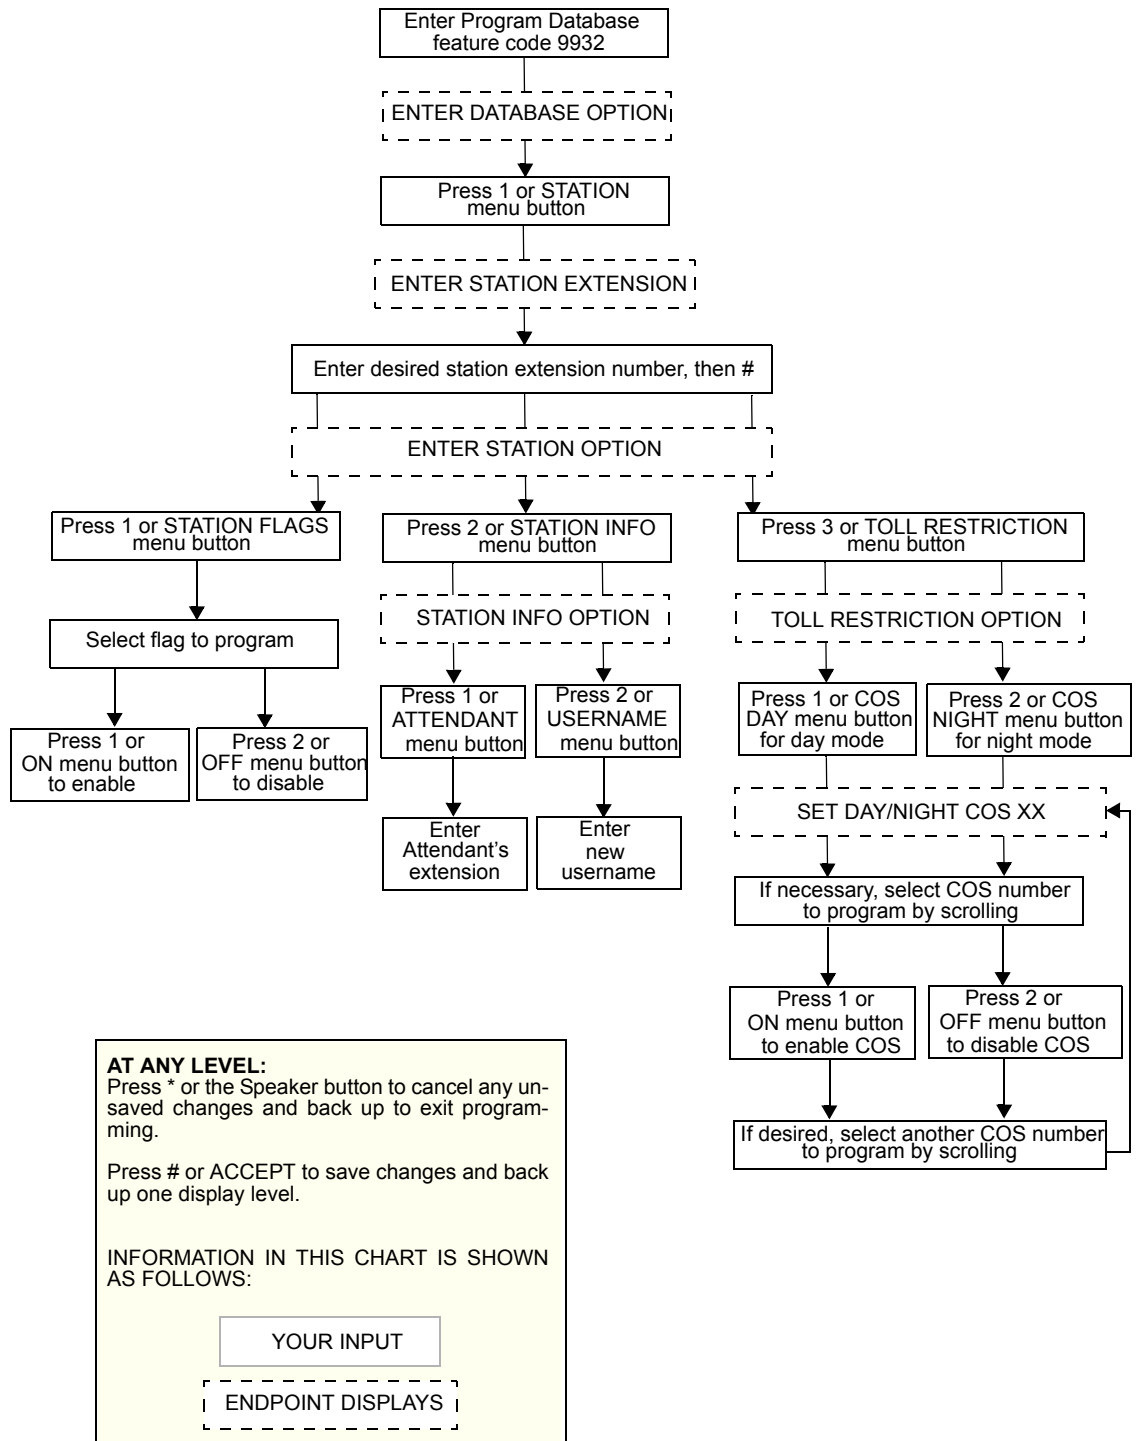 Enter Program Database
feature code 9932
ENTER DATABASE OPTION
Press 1 or STATION
menu button
ENTER STATION EXTENSION
Enter desired station extension number, then #
ENTER STATION OPTION
Press 1 or STATION FLAGS
menu button
Press 2 or STATION INFO
menu button
Press 3 or TOLL RESTRICTION
menu button
Select flag to program
STATION INFO OPTION
TOLL RESTRICTION OPTION
Press 1 or
ON menu button
to enable
Press 2 or
OFF menu button
to disable
Press 1 or
ATTENDANT
menu button
Press 2 or
USERNAME
menu button
Press 1 or COS
DAY menu button
for day mode
Press 2 or COS
NIGHT menu button
for night mode
Enter
Attendant's
extension
Enter
new
username
SET DAY/NIGHT COS XX
If necessary, select COS number
to program by scrolling
Press 1 or
ON menu button
to enable COS
Press 2 or
OFF menu button
to disable COS
If desired, select another COS number
to program by scrolling
AT ANY LEVEL:
Press * or the Speaker button to cancel any un-
saved changes and back up to exit program-
ming.
Press # or ACCEPT to save changes and back
up one display level.
INFORMATION IN THIS CHART IS SHOWN
AS FOLLOWS:
YOUR INPUT
ENDPOINT DISPLAYS